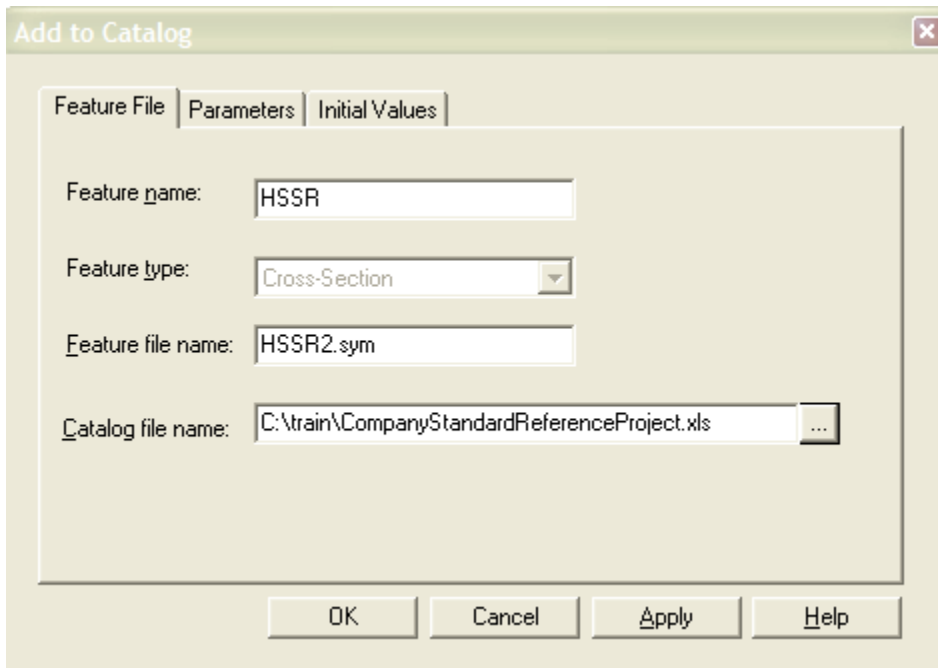 Add to Catalog
Feature File Parameters Initial Values
Feature name: HSSR
Feature type: Cross-Section
Feature file name: HSSR2.sym
Catalog file name: C:\train\CompanyStandardReferenceProject.xls ...
OK Cancel Apply Help